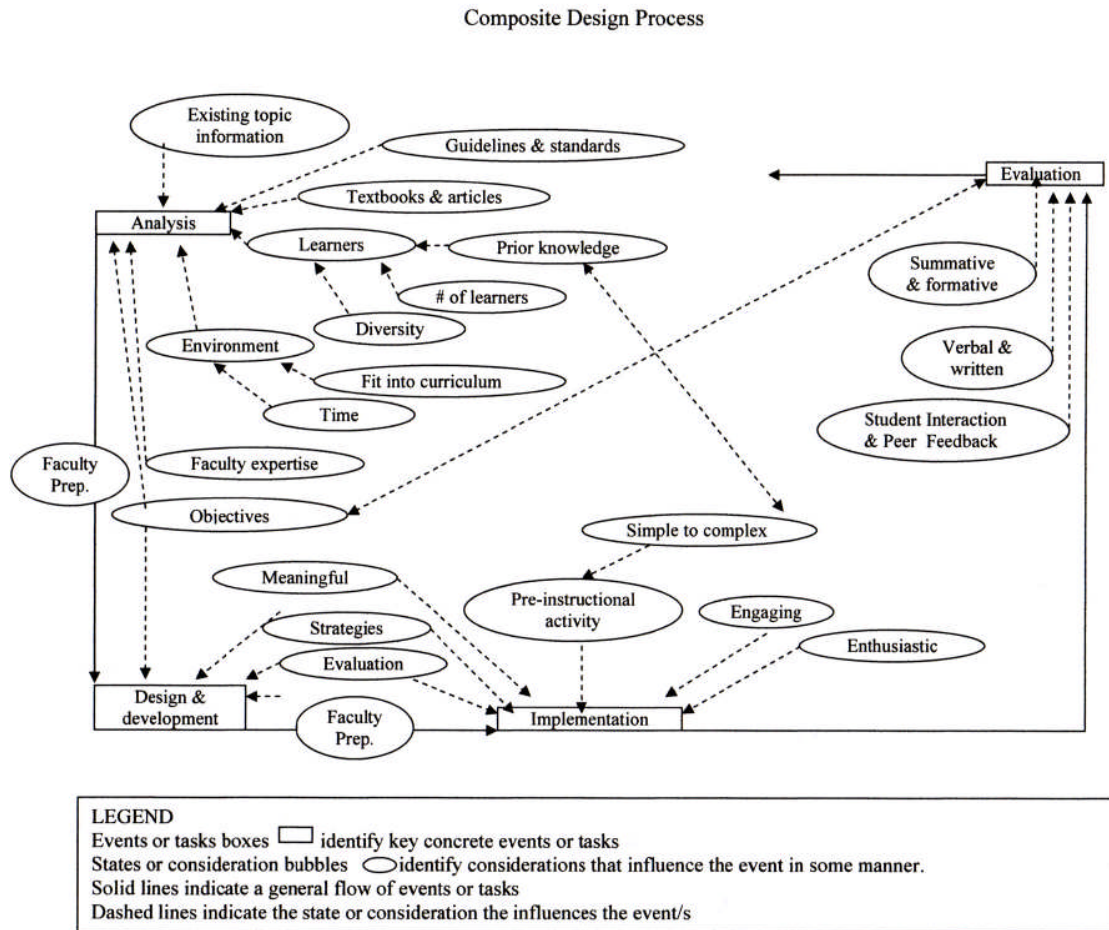 Composite Design Process
Existing topic
information
Guidelines & standards
Evaluation
Textbooks & articles
Analysis
Learners
Prior knowledge
Summative
& formative
# of learners
Diversity
Environment
Verbal &
written
Fit into curriculum
Time
Student Interaction
& Peer Feedback
Faculty
Prep.
Faculty expertise
Objectives
Simple to complex
Meaningful
Pre-instructional
activity
Engaging
Strategies
Enthusiastic
Evaluation
Design &
development
Faculty
Prep.
Implementation
LEGEND
Events or tasks boxes identify key concrete events or tasks
States or consideration bubbles identify considerations that influence the event in some manner.
Solid lines indicate a general flow of events or tasks
Dashed lines indicate the state or consideration the influences the event/s